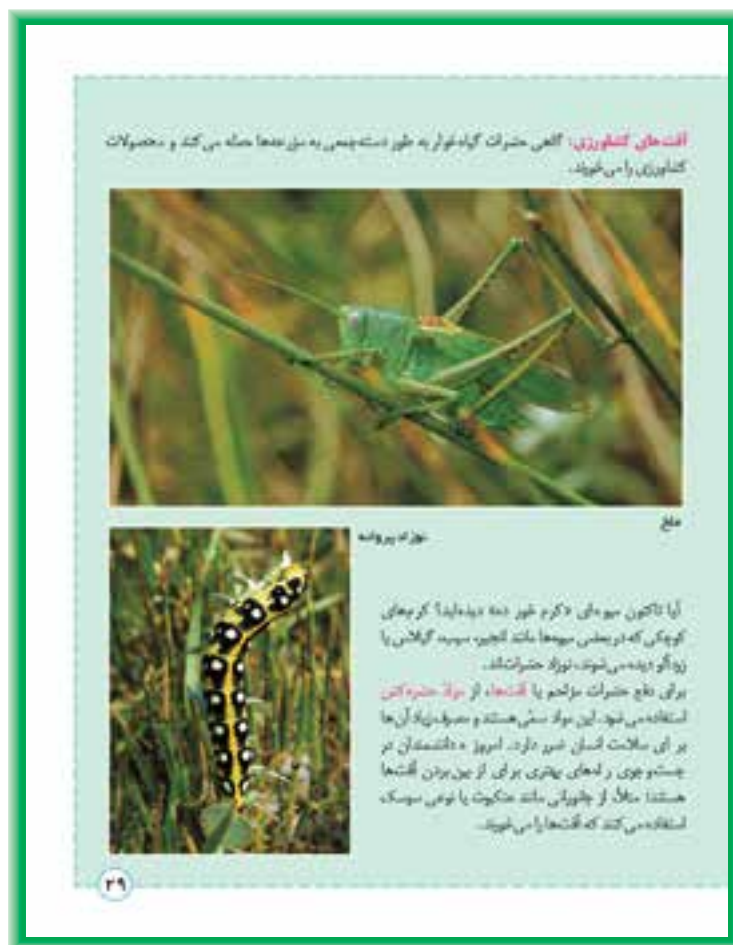 آفت‌های کشاورزی: گاهی حشرات گیاه‌خوار به طور دسته‌جمعی به مزرعه‌ها حمله می‌کنند و محصولات
کشاورزی را می‌خورند.
ملخ
نوزاد پروانه
آیا تاکنون میوه‌ای «کرم خورده» دیده‌اید؟ کرم‌های
کوچکی که در بعضی میوه‌ها مانند انجیر، سیب، گیلاس یا
زردآلو دیده می‌شوند، نوزاد حشرات‌اند.
برای دفع حشرات مزاحم یا آفت‌ها، از مواد حشره‌کش
استفاده می‌شود. این مواد سمّی هستند و مصرف زیاد آن‌ها
برای سلامت انسان ضرر دارد. امروزه دانشمندان در
جست‌وجوی راه‌های بهتری برای از بین بردن آفت‌ها
هستند؛ مثلاً، از جانورانی مانند عنکبوت یا نوعی سوسک
استفاده می‌کنند که آفت‌ها را می‌خورند.
۲۹